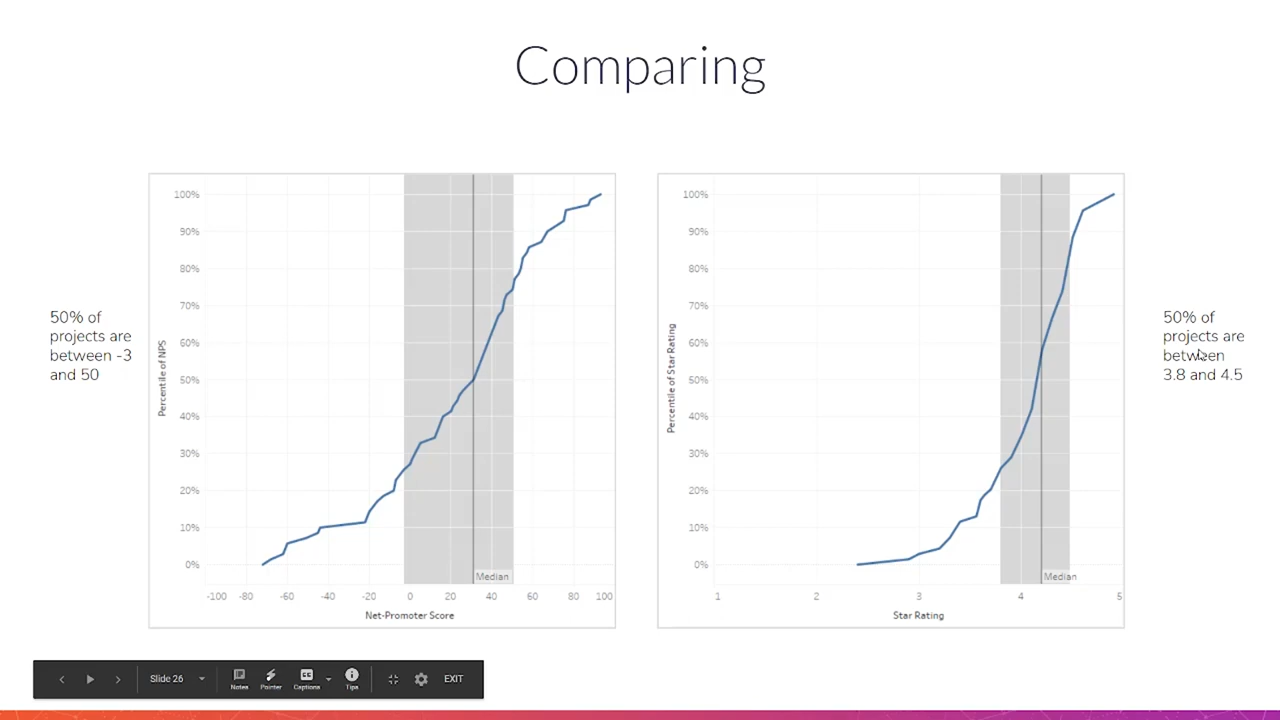 Comparing
50% of
projects are
between -3
and 50
Percentile of NPS
100%
90%
80%
70%
60%
50%
40%
30%
20%
10%
0%
Median
-100 -80 -60 -40 -20 0 20 40 60 80 100
Net-Promoter Score
Percentile of Star Rating
100%
90%
80%
70%
60%
50%
40%
30%
20%
10%
0%
Median
1 2 3 4 5
Star Rating
50% of
projects are
between
3.8 and 4.5
Slide 26
Notes
Pointer
CC
Captions
Tips
EXIT